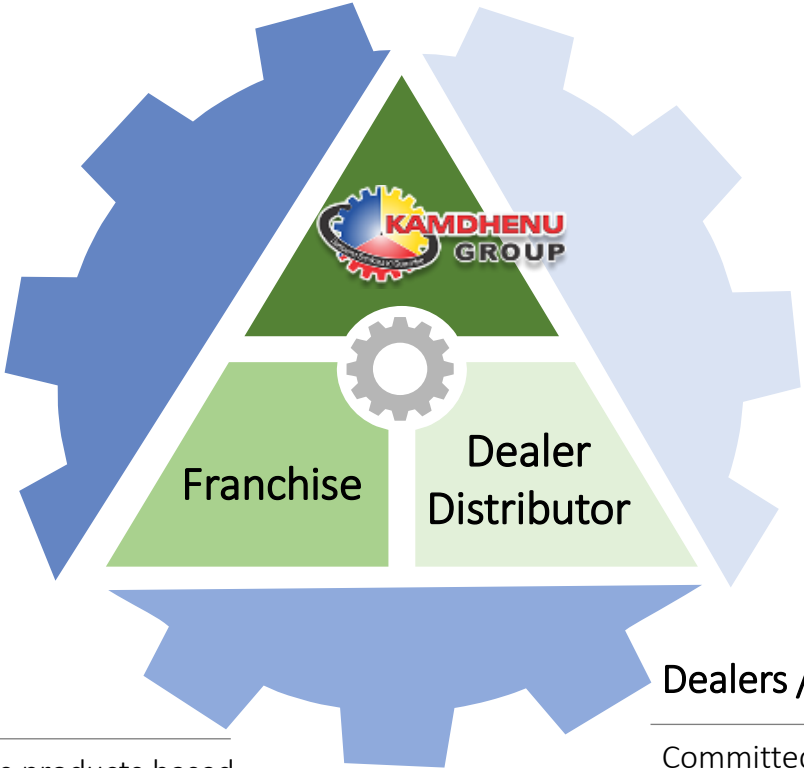 KAMDHENU
GROUP
Franchise
Dealer
Distributor
Dealers /
products based
Committed